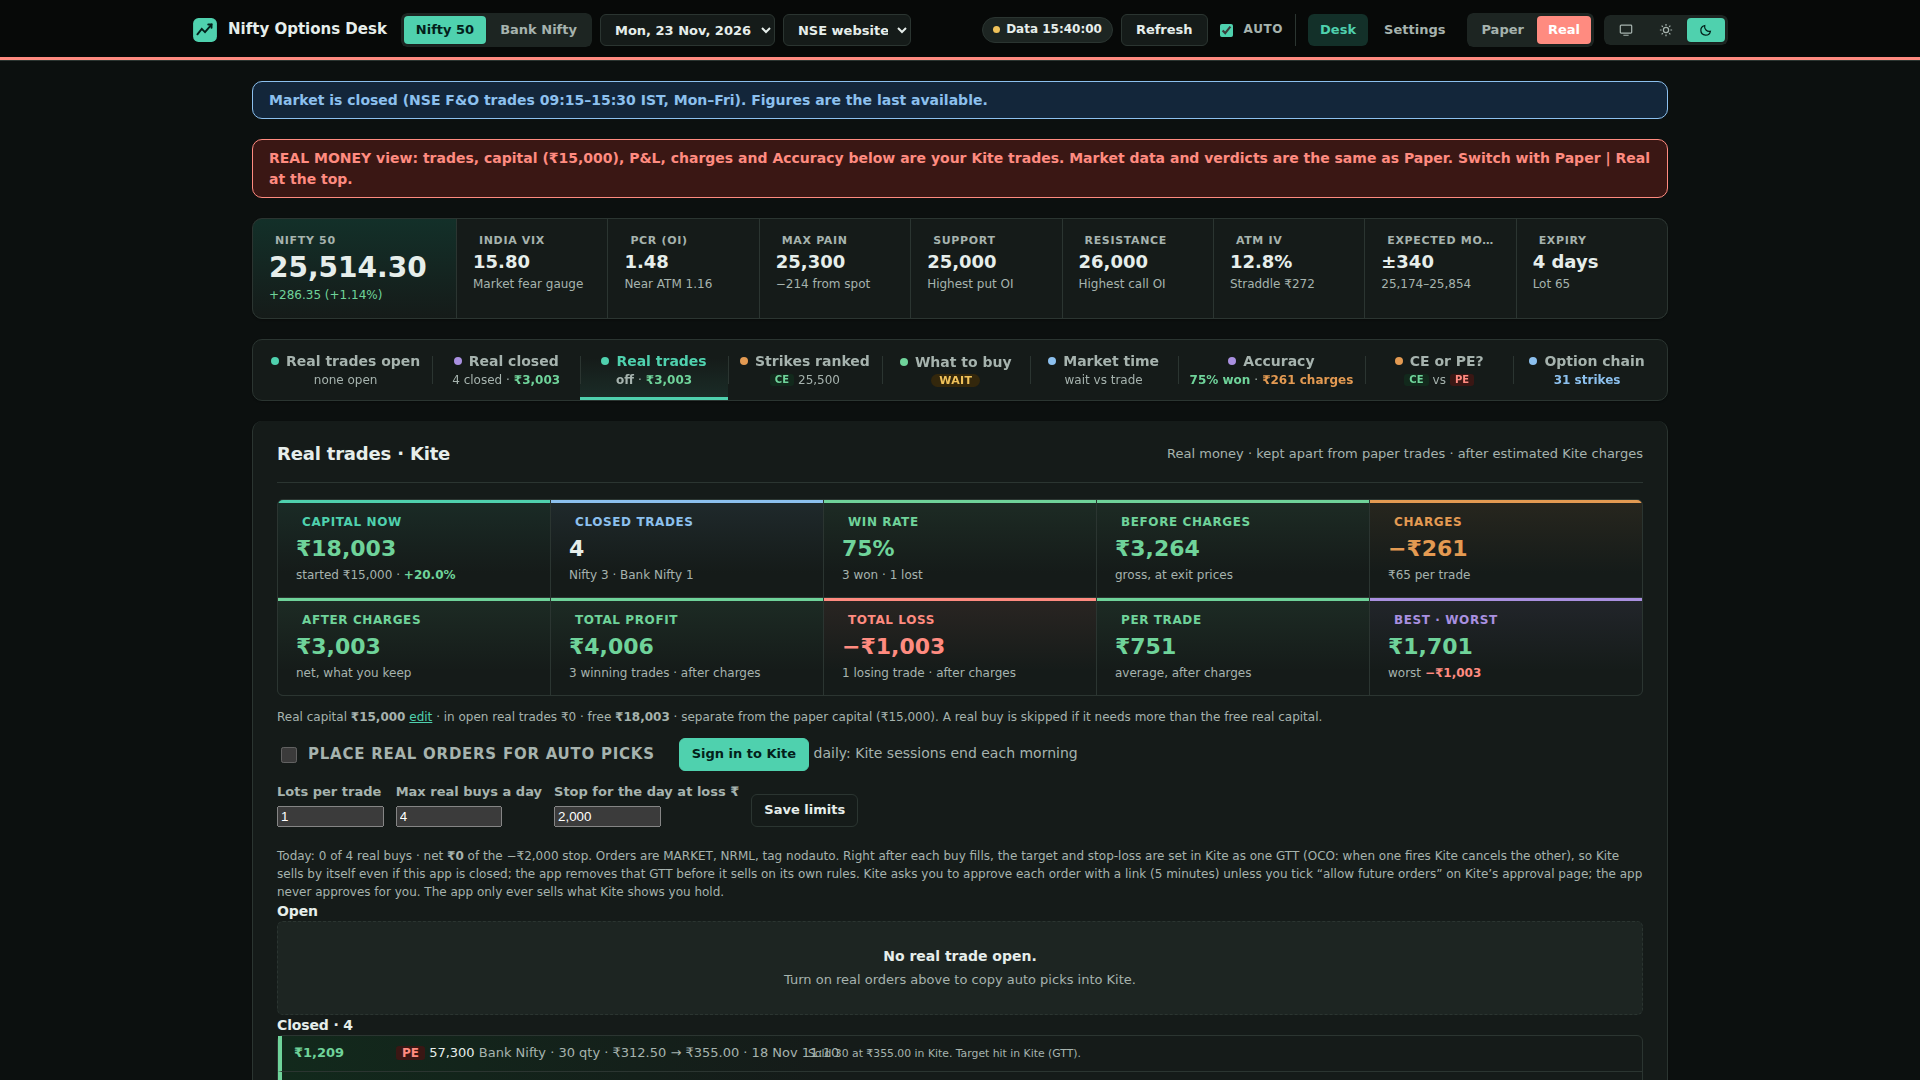 Nifty Options Desk
Nifty 50
Bank Nifty
Mon, 23 Nov, 2026
NSE website
Data 15:40:00
Refresh
AUTO
Desk
Settings
Paper
Real
Market is closed (NSE F&O trades 09:15–15:30 IST, Mon–Fri). Figures are the last available.
REAL MONEY view: trades, capital (₹15,000), P&L, charges and Accuracy below are your Kite trades. Market data and verdicts are the same as Paper. Switch with Paper | Real
at the top.
NIFTY 50
25,514.30
+286.35 (+1.14%)
INDIA VIX
15.80
Market fear gauge
PCR (OI)
1.48
Near ATM 1.16
MAX PAIN
25,300
−214 from spot
SUPPORT
25,000
Highest put OI
RESISTANCE
26,000
Highest call OI
ATM IV
12.8%
Straddle ₹272
EXPECTED MO…
±340
25,174–25,854
EXPIRY
4 days
Lot 65
Real trades open
none open
Real closed
4 closed · ₹3,003
Real trades
off · ₹3,003
Strikes ranked
CE 25,500
What to buy
WAIT
Market time
wait vs trade
Accuracy
75% won · ₹261 charges
CE or PE?
CE vs PE
Option chain
31 strikes
Real trades · Kite
Real money · kept apart from paper trades · after estimated Kite charges
CAPITAL NOW
₹18,003
started ₹15,000 · +20.0%
CLOSED TRADES
4
Nifty 3 · Bank Nifty 1
WIN RATE
75%
3 won · 1 lost
BEFORE CHARGES
₹3,264
gross, at exit prices
CHARGES
−₹261
₹65 per trade
AFTER CHARGES
₹3,003
net, what you keep
TOTAL PROFIT
₹4,006
3 winning trades · after charges
TOTAL LOSS
−₹1,003
1 losing trade · after charges
PER TRADE
₹751
average, after charges
BEST · WORST
₹1,701
worst −₹1,003
Real capital ₹15,000 edit · in open real trades ₹0 · free ₹18,003 · separate from the paper capital (₹15,000). A real buy is skipped if it needs more than the free real capital.
PLACE REAL ORDERS FOR AUTO PICKS
Sign in to Kite
daily: Kite sessions end each morning
Lots per trade
Max real buys a day
Stop for the day at loss ₹
1
4
2,000
Save limits
Today: 0 of 4 real buys · net ₹0 of the −₹2,000 stop. Orders are MARKET, NRML, tag nodauto. Right after each buy fills, the target and stop-loss are set in Kite as one GTT (OCO: when one fires Kite cancels the other), so Kite
sells by itself even if this app is closed; the app removes that GTT before it sells on its own rules. Kite asks you to approve each order with a link (5 minutes) unless you tick “allow future orders” on Kite’s approval page; the app
never approves for you. The app only ever sells what Kite shows you hold.
Open
No real trade open.
Turn on real orders above to copy auto picks into Kite.
Closed · 4
₹1,209
PE 57,300 Bank Nifty · 30 qty · ₹312.50 → ₹355.00 · 18 Nov 11:10
30 at ₹355.00 in Kite. Target hit in Kite (GTT).